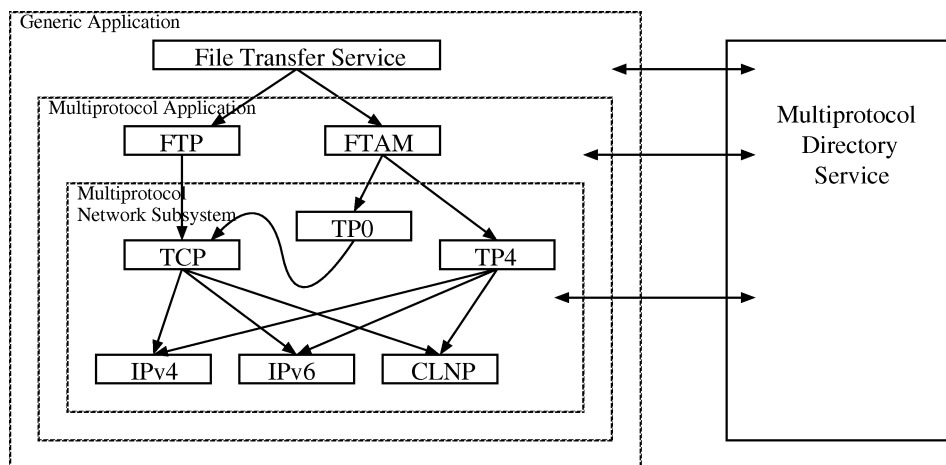 Generic Application
File Transfer Service
Multiprotocol Application
FTP
FTAM
Multiprotocol
Network Subsystem
TP0
TCP
TP4
IPv4
IPv6
CLNP
Multiprotocol
Directory
Service